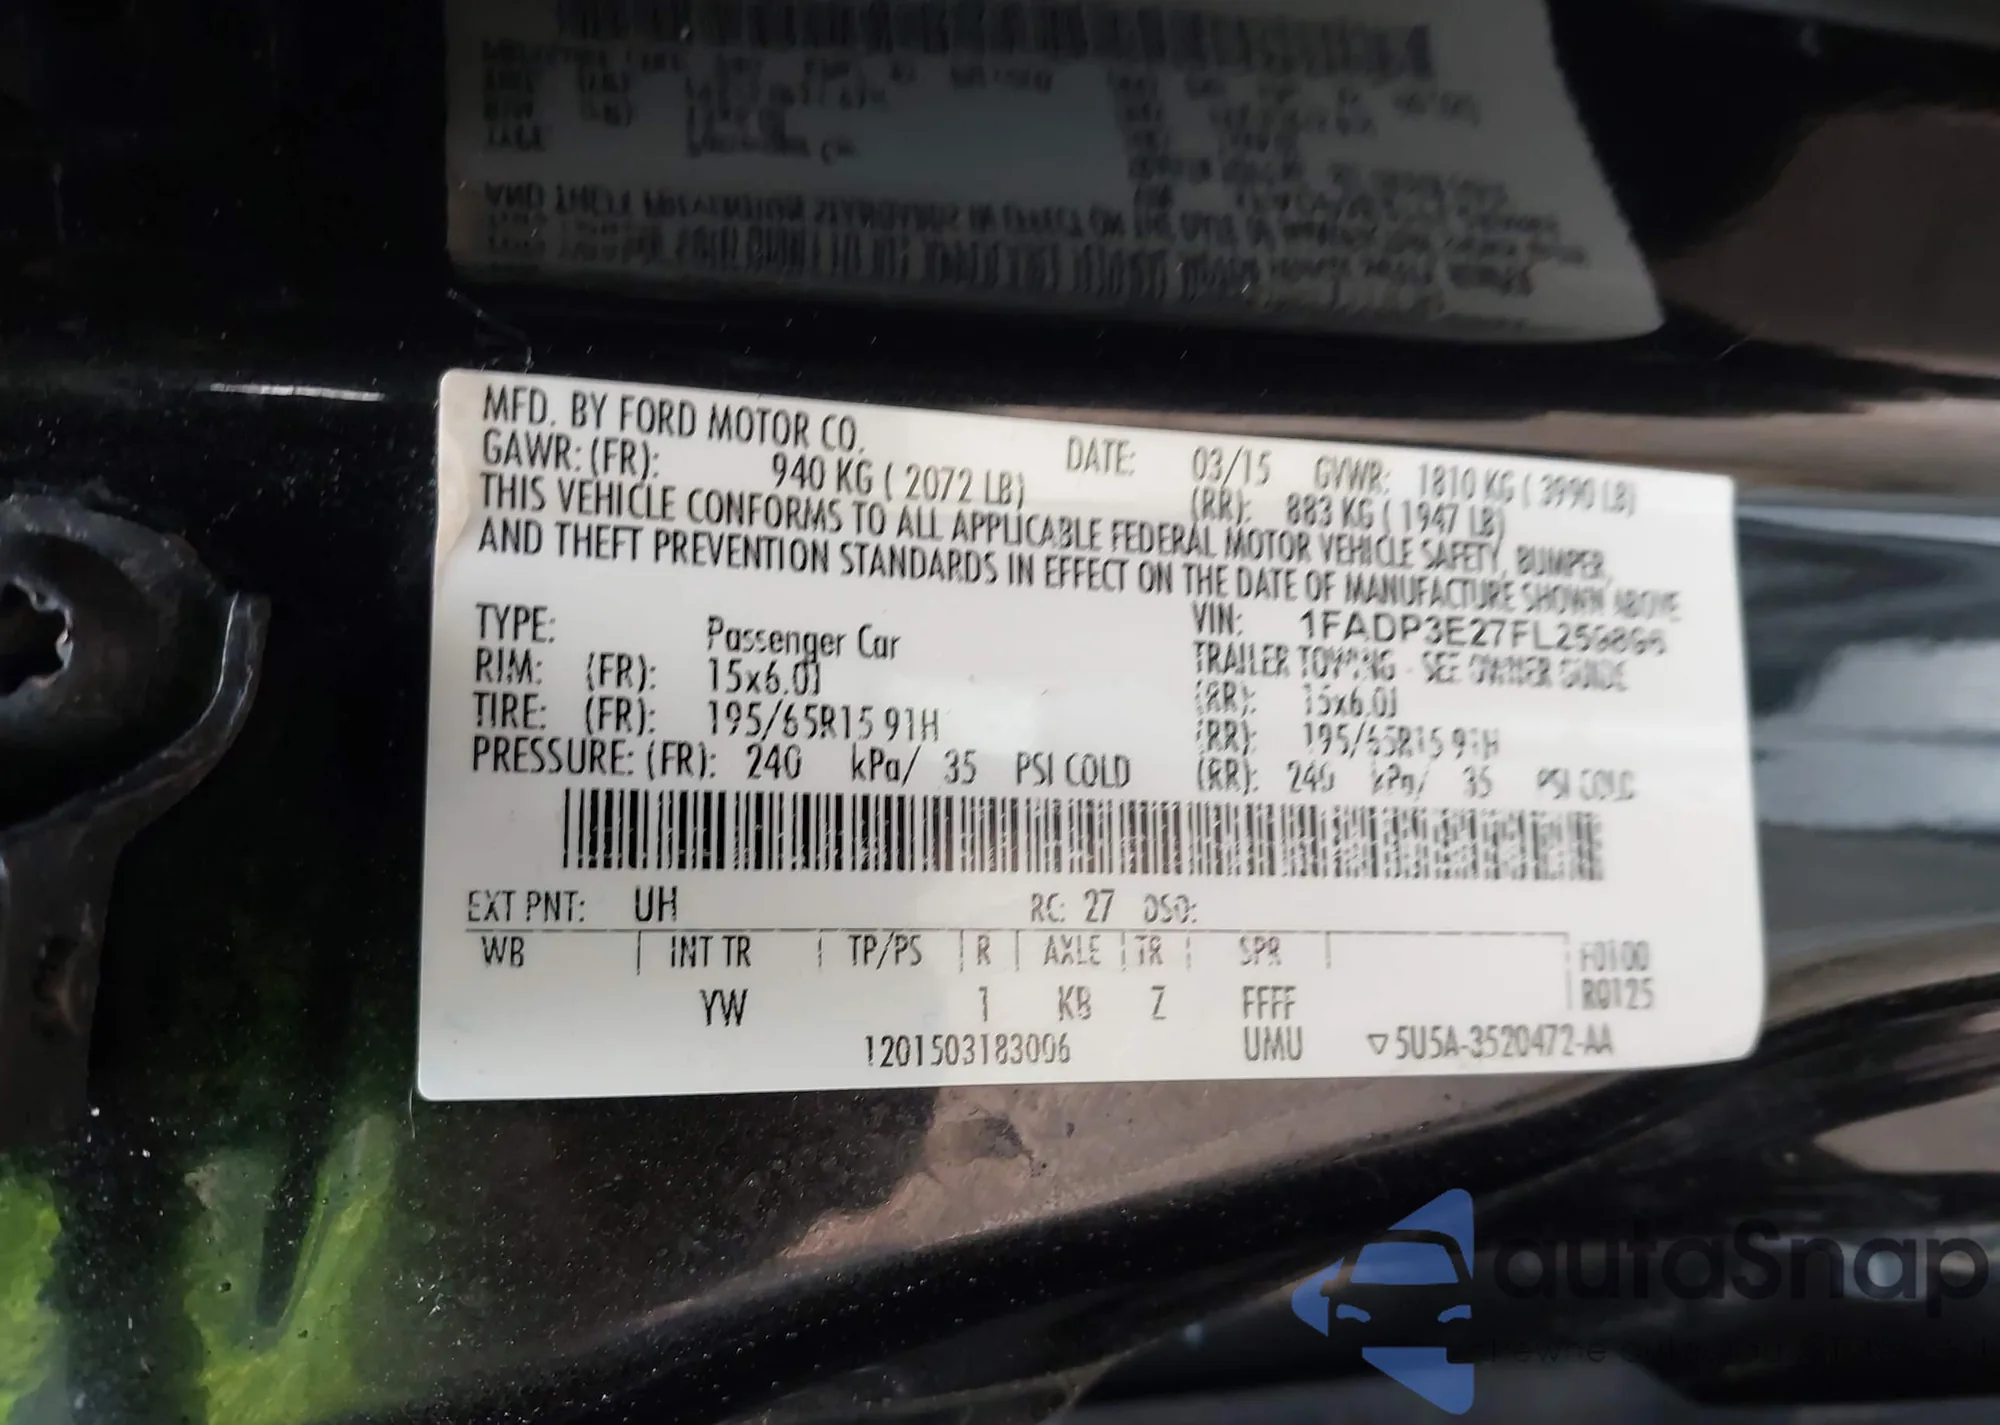 MFD. BY FORD MOTOR CO. DATE: 03/15 GVWR: 1810 KG ( 3990 LB)
GAWR: (FR): 940 KG ( 2072 LB) (RR): 883 KG ( 1947 LB)
THIS VEHICLE CONFORMS TO ALL APPLICABLE FEDERAL MOTOR VEHICLE SAFETY, BUMPER,
AND THEFT PREVENTION STANDARDS IN EFFECT ON THE DATE OF MANUFACTURE SHOWN ABOVE
TYPE: Passenger Car VIN:
TRAILER TOWING - SEE OWNER GUIDE
RIM: (FR): 15x6.0J (RR): 15x6.0J
TIRE: (FR): 195/65R15 91H (RR): 195/65R15 91H
PRESSURE: (FR): 240 kPa/ 35 PSI COLD (RR): 240 kPa/ 35 PSI COLD
EXT PNT: UH RC: 27 DSO:
WB INT TR TP/PS R AXLE TR SPR F0100
YW 1 KB Z FFFF R0125
1201503183006 UMU ▽5U5A-3520472-AA
autaSnap